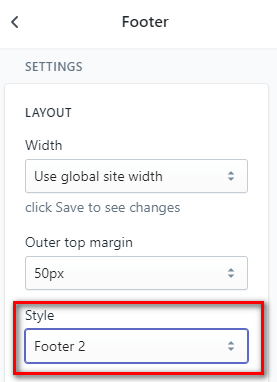 Footer
SETTINGS
LAYOUT
Width
Use global site width
click Save to see changes
Outer top margin
50px
Style
Footer 2